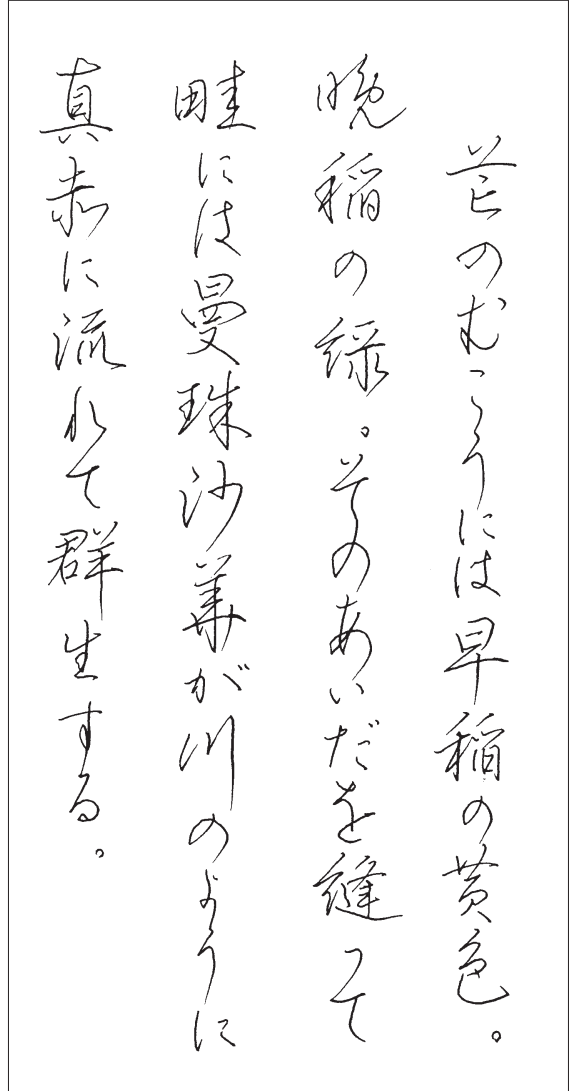 芒のむこうには早稲の黄色。
晩稲の緑。そのあいだを縫って
畦には曼珠沙華が川のように
真赤に流れて群生する。